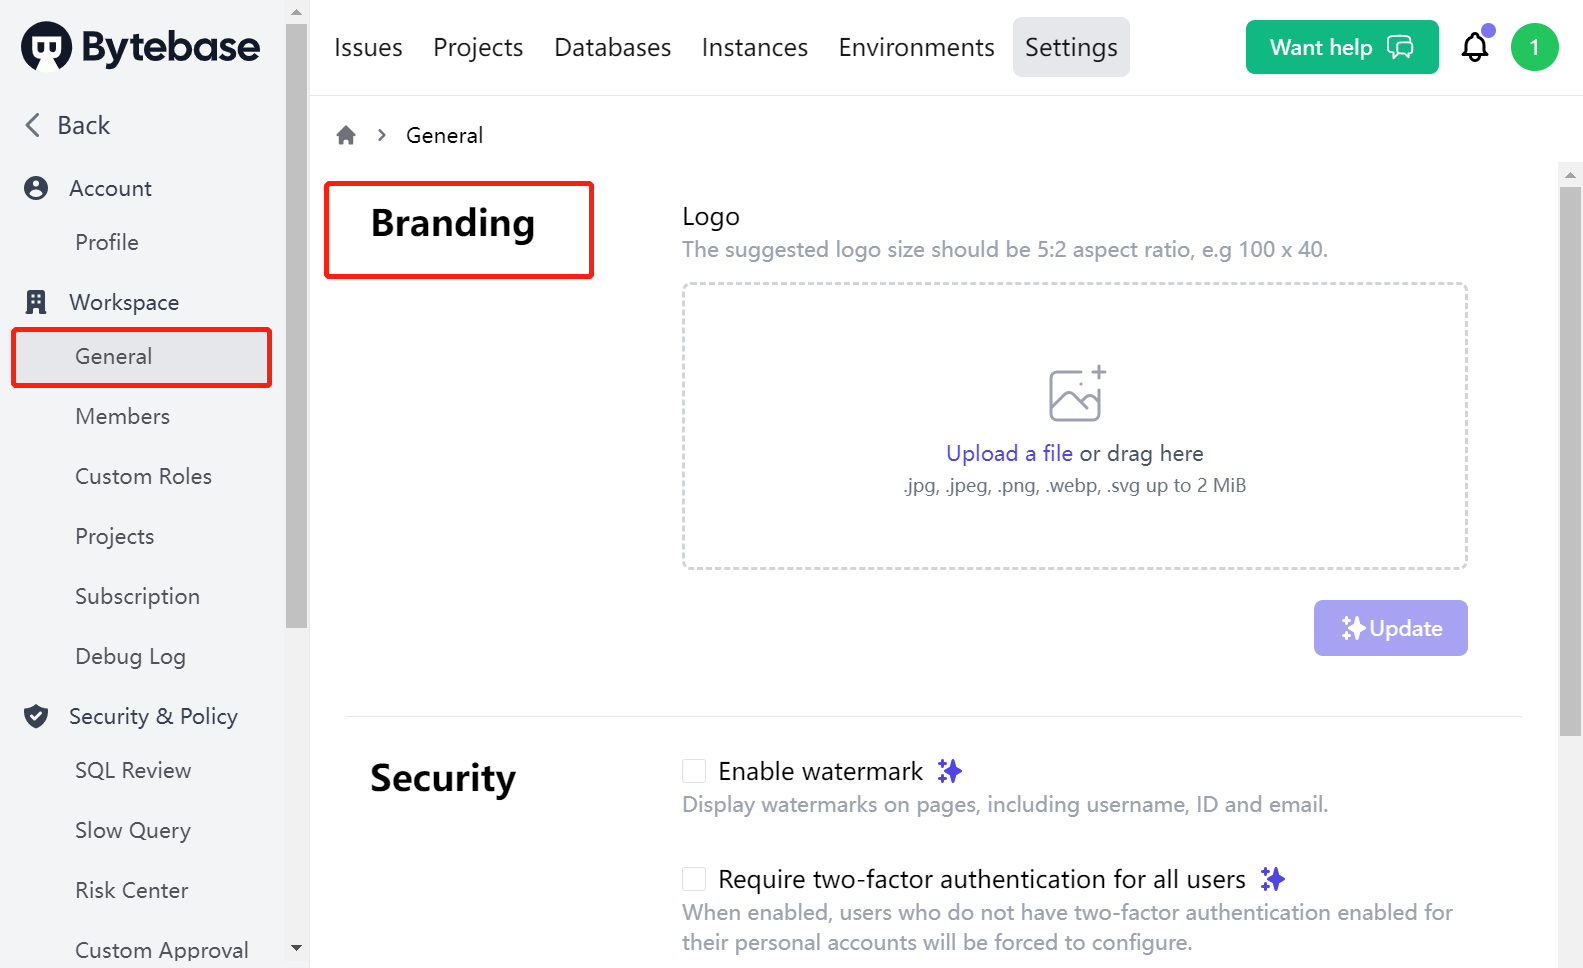 Bytebase
Issues Projects Databases Instances Environments Settings Want help 1
Back
General
Account
Profile
Workspace
General
Members
Custom Roles
Projects
Subscription
Debug Log
Security & Policy
SQL Review
Slow Query
Risk Center
Custom Approval
Branding
Logo
The suggested logo size should be 5:2 aspect ratio, e.g 100 x 40.
Upload a file or drag here
.jpg, .jpeg, .png, .webp, .svg up to 2 MiB
Update
Security
Enable watermark
Display watermarks on pages, including username, ID and email.
Require two-factor authentication for all users
When enabled, users who do not have two-factor authentication enabled for
their personal accounts will be forced to configure.